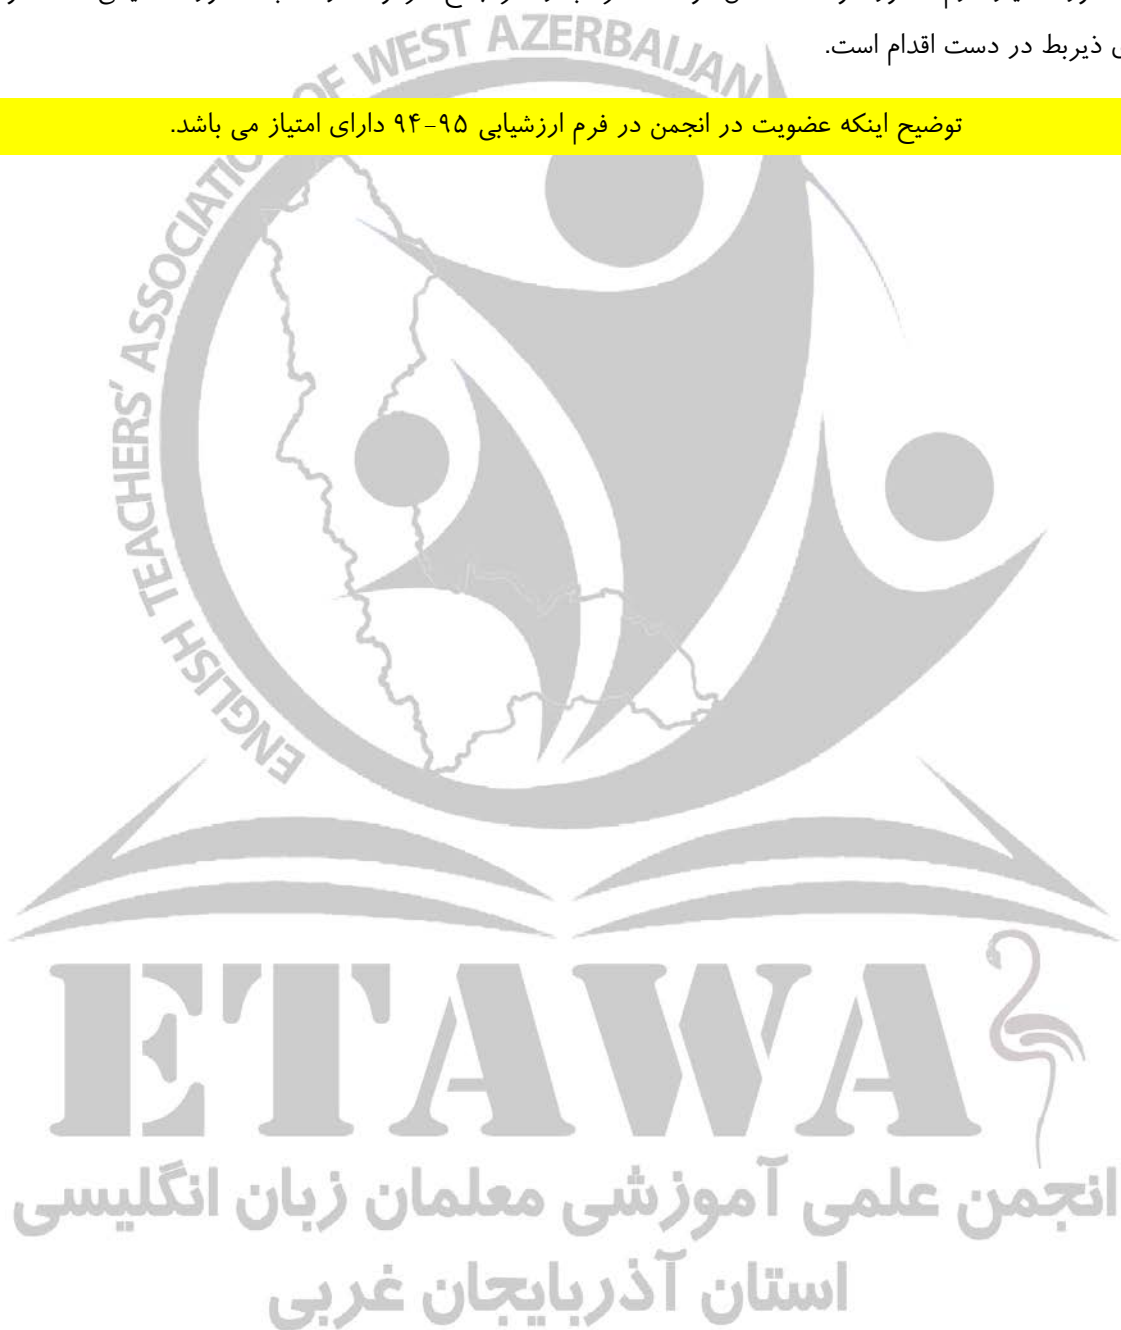 ذیربط در دست اقدام است.
توضیح اینکه عضویت در انجمن در فرم ارزشیابی ۹۵-۹۴ دارای امتیاز می باشد.
ENGLISH TEACHERS' ASSOCIATION OF WEST AZERBAIJAN
ETAWA
انجمن علمی آموزشی معلمان زبان انگلیسی
استان آذربایجان غربی